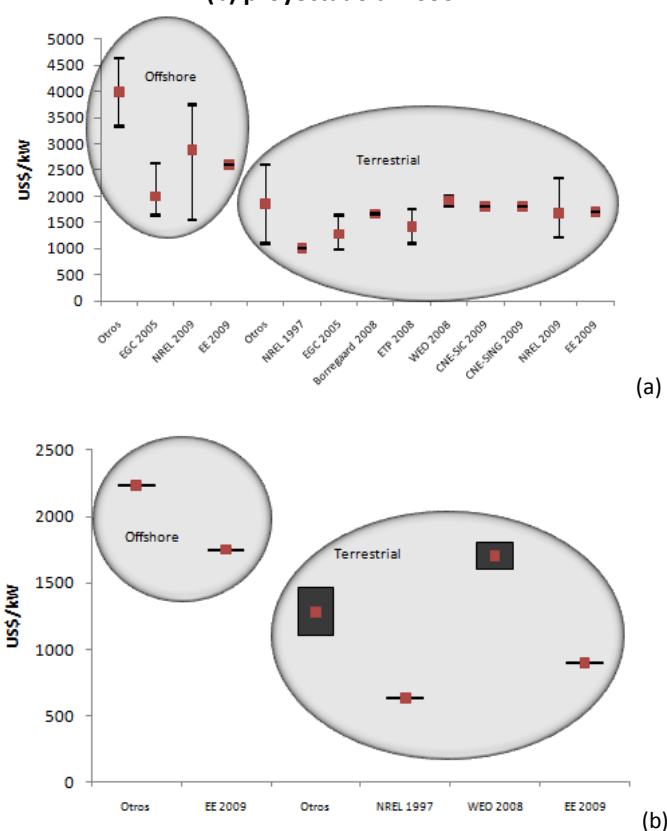 5000
4500
4000
3500
3000
2500
2000
1500
1000
500
0
US$/kW
Offshore
Terrestrial
Otros
EGC 2005
NREL 2009
EE 2009
Otros
NREL 1997
EGC 2005
Borregaard 2008
ETP 2008
WEO 2008
CNE-SIC 2009
CNE-SING 2009
NREL 2009
EE 2009
(a)
2500
2000
1500
1000
500
0
US$/kW
Offshore
Terrestrial
Otros EE 2009 Otros NREL 1997 WEO 2008 EE 2009
(b)